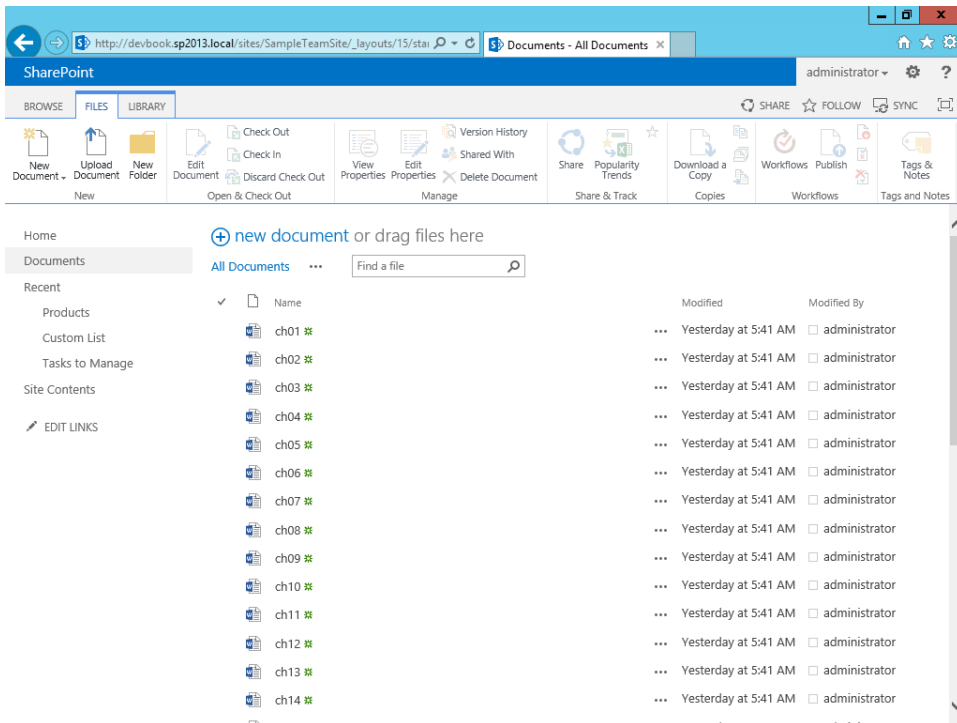 http://devbook.sp2013.local/sites/SampleTeamSite/_layouts/15/star
Documents - All Documents
SharePoint
administrator
?
BROWSE FILES LIBRARY
SHARE FOLLOW SYNC
New Document
Upload Document
New Folder
New
Edit Document
Check Out
Check In
Discard Check Out
Open & Check Out
View Properties
Edit Properties
Version History
Shared With
Delete Document
Manage
Share
Popularity Trends
Share & Track
Download a Copy
Copies
Workflows
Publish
Workflows
Tags & Notes
Tags and Notes
Home
Documents
Recent
Products
Custom List
Tasks to Manage
Site Contents
EDIT LINKS
new document or drag files here
All Documents ...
Find a file
Name Modified Modified By
ch01 ... Yesterday at 5:41 AM administrator
ch02 ... Yesterday at 5:41 AM administrator
ch03 ... Yesterday at 5:41 AM administrator
ch04 ... Yesterday at 5:41 AM administrator
ch05 ... Yesterday at 5:41 AM administrator
ch06 ... Yesterday at 5:41 AM administrator
ch07 ... Yesterday at 5:41 AM administrator
ch08 ... Yesterday at 5:41 AM administrator
ch09 ... Yesterday at 5:41 AM administrator
ch10 ... Yesterday at 5:41 AM administrator
ch11 ... Yesterday at 5:41 AM administrator
ch12 ... Yesterday at 5:41 AM administrator
ch13 ... Yesterday at 5:41 AM administrator
ch14 ... Yesterday at 5:41 AM administrator